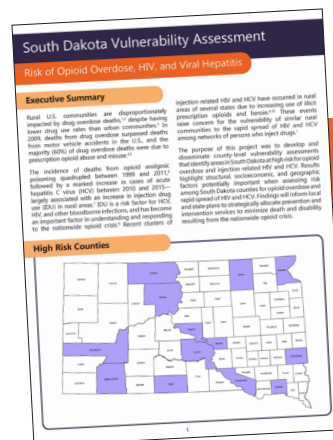 South Dakota Vulnerability Assessment
Risk of Opioid Overdose, HIV, and Viral Hepatitis
Executive Summary
Rural U.S. communities are disproportionately
impacted by drug overdose deaths, despite having
lower drug use rates than urban communities. In
2009, deaths from drug overdose surpassed deaths
from motor vehicle accidents in the U.S., and the
majority (60%) of drug overdose deaths were due to
prescription opioid abuse and misuse.
The incidence of deaths from opioid analgesic
poisoning quadrupled between 1999 and 2011,
followed by a marked increase in cases of acute
hepatitis C virus (HCV) between 2010 and 2015—
largely associated with an increase in injection drug
use (IDU) in rural areas. IDU is a risk factor for HCV,
HIV, and other bloodborne infections, and has become
an important factor in understanding and responding
to the nationwide opioid crisis. Recent clusters of
injection-related HIV and HCV have occurred in rural
areas of several states due to increasing use of illicit
prescription opioids and heroin. These events
raise concern for the vulnerability of similar rural
communities to the rapid spread of HIV and HCV
among networks of persons who inject drugs.
The purpose of this project was to develop and
disseminate county-level vulnerability assessments
that identify areas in South Dakota at high risk for opioid
overdose and injection related HIV and HCV. Results
highlight structural, socioeconomic, and geographic
factors potentially important when assessing risk
among South Dakota counties for opioid overdose and
rapid spread of HIV and HCV. Findings will inform local
and state plans to strategically allocate prevention and
intervention services to minimize death and disability
resulting from the nationwide opioid crisis.
High Risk Counties
1